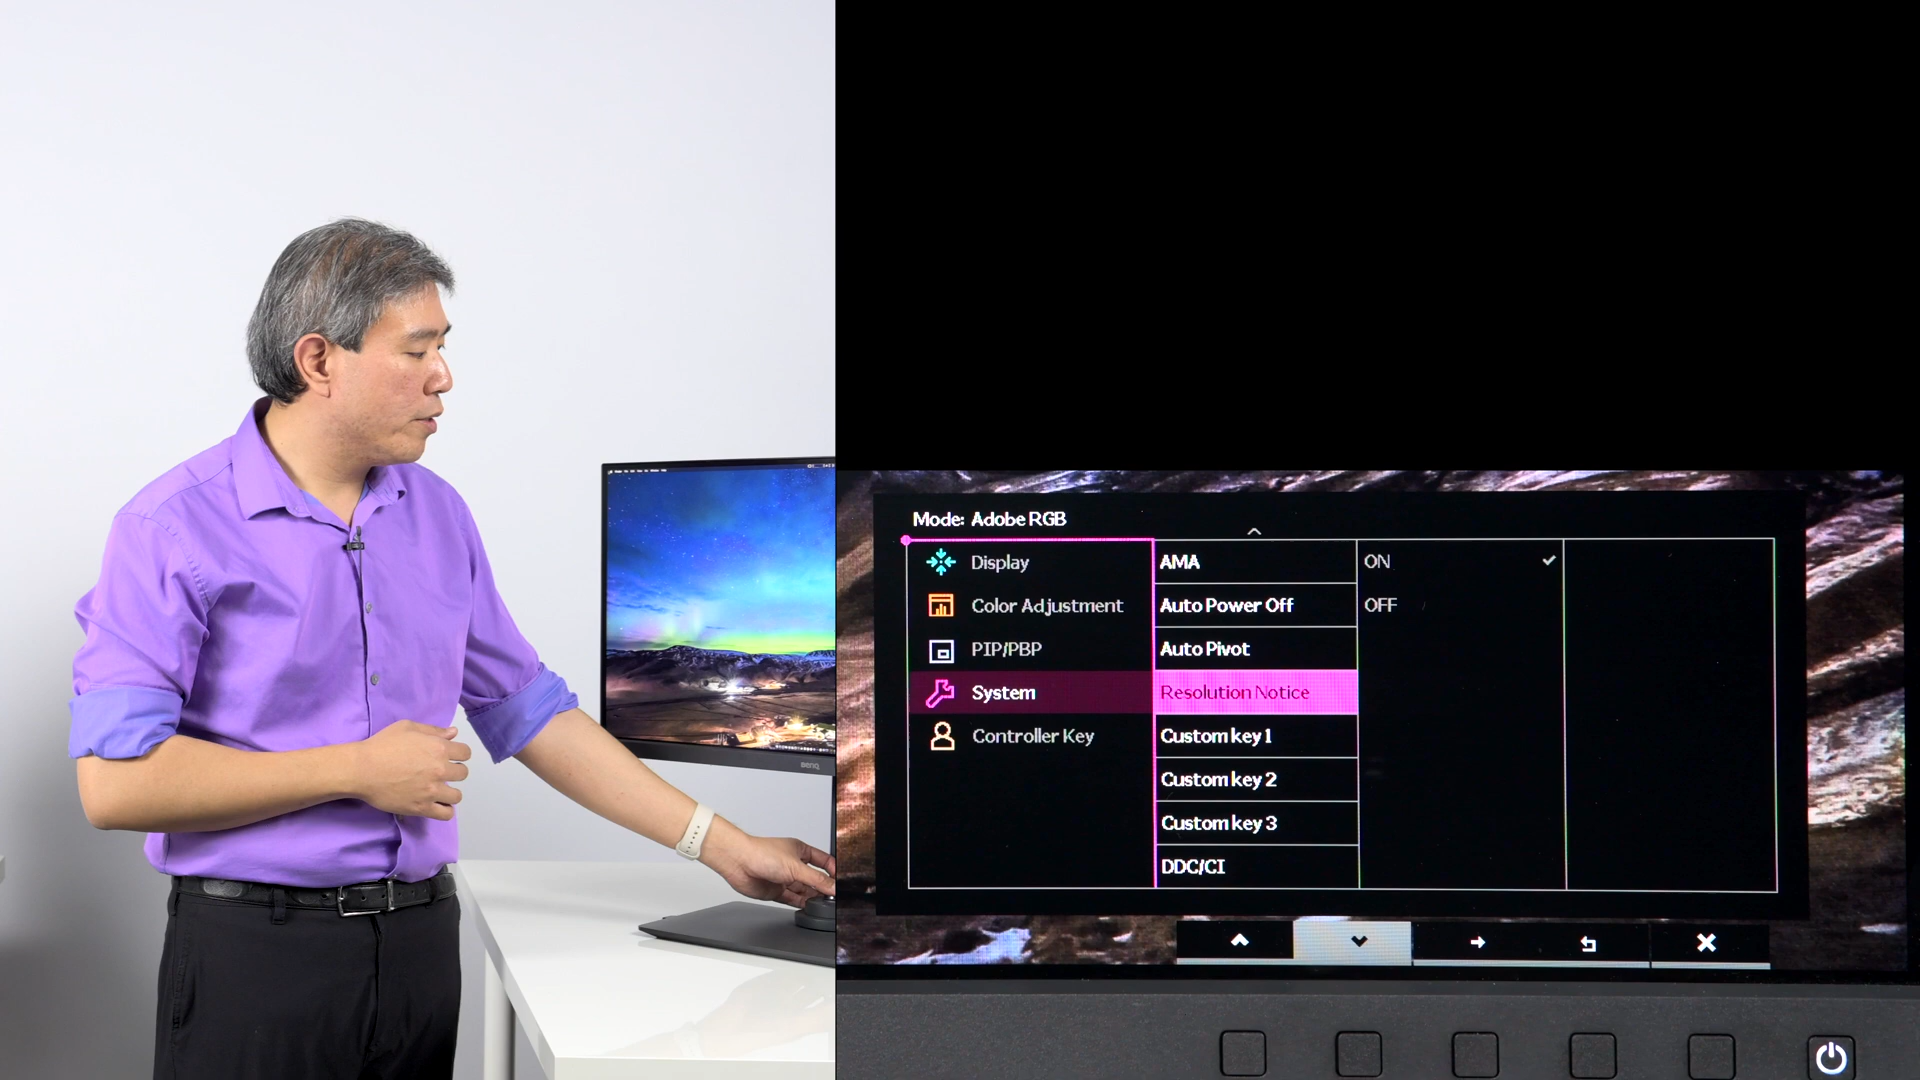 BenQ
Mode: Adobe RGB
Display
Color Adjustment
PIP/PBP
System
Controller Key
AMA
Auto Power Off
Auto Pivot
Resolution Notice
Custom key 1
Custom key 2
Custom key 3
DDC/CI
ON
OFF